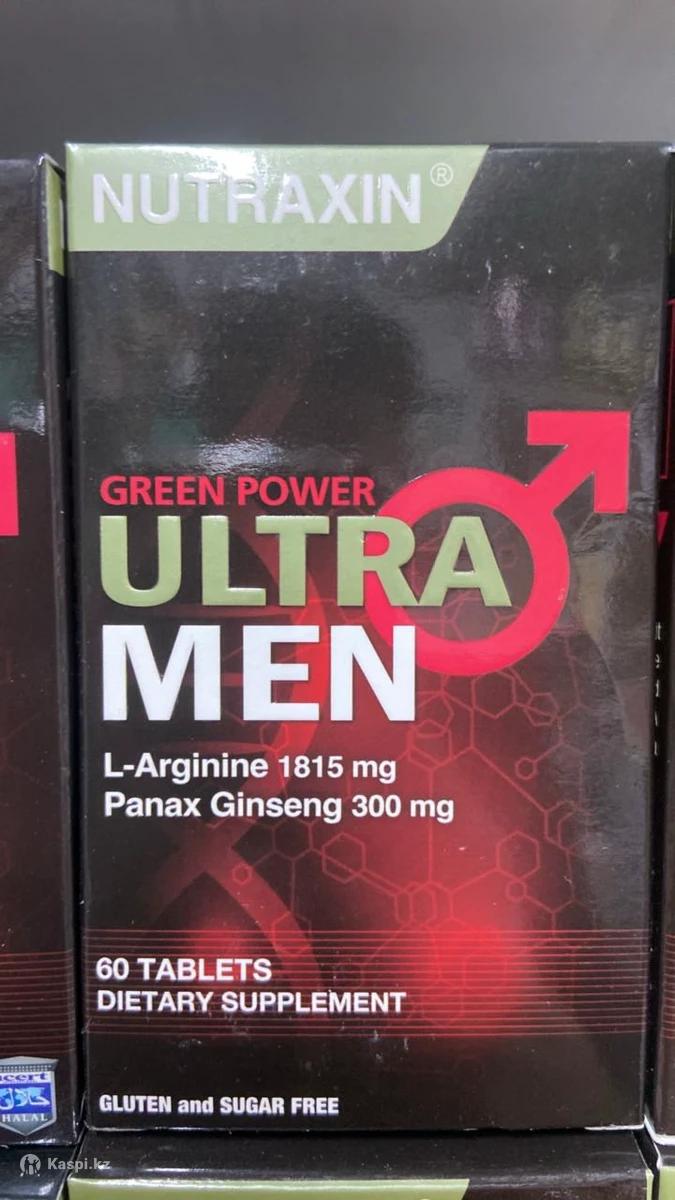 NUTRAXIN®
GREEN POWER
ULTRA
MEN
L-Arginine 1815 mg
Panax Ginseng 300 mg
60 TABLETS
DIETARY SUPPLEMENT
GLUTEN and SUGAR FREE
HALAL
Kaspi.kz